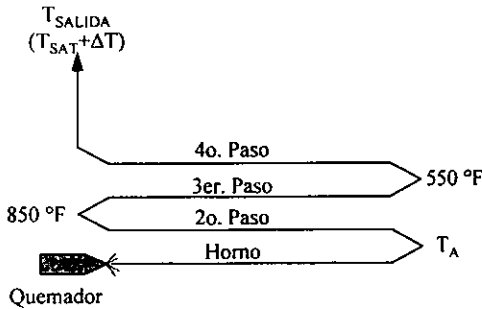 T_SALIDA
(T_SAT+ΔT)
4o. Paso
550 °F
3er. Paso
850 °F
2o. Paso
T_A
Horno
Quemador